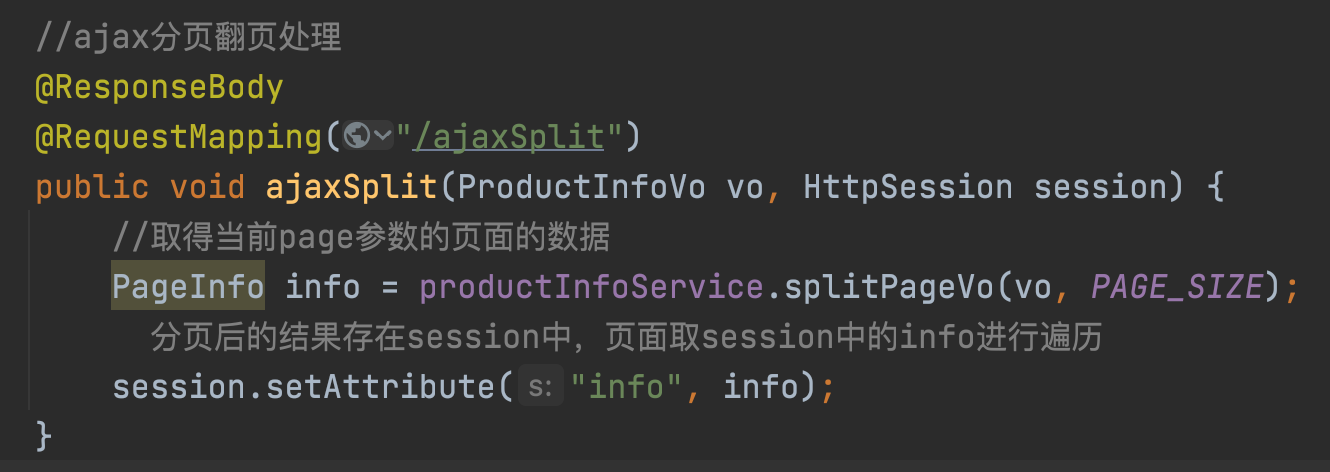 //ajax分页翻页处理
@ResponseBody
@RequestMapping("/ajaxSplit")
public void ajaxSplit(ProductInfoVo vo, HttpSession session) {
//取得当前page参数的页面的数据
PageInfo info = productInfoService.splitPageVo(vo, PAGE_SIZE);
分页后的结果存在session中，页面取session中的info进行遍历
session.setAttribute( s: "info", info);
}